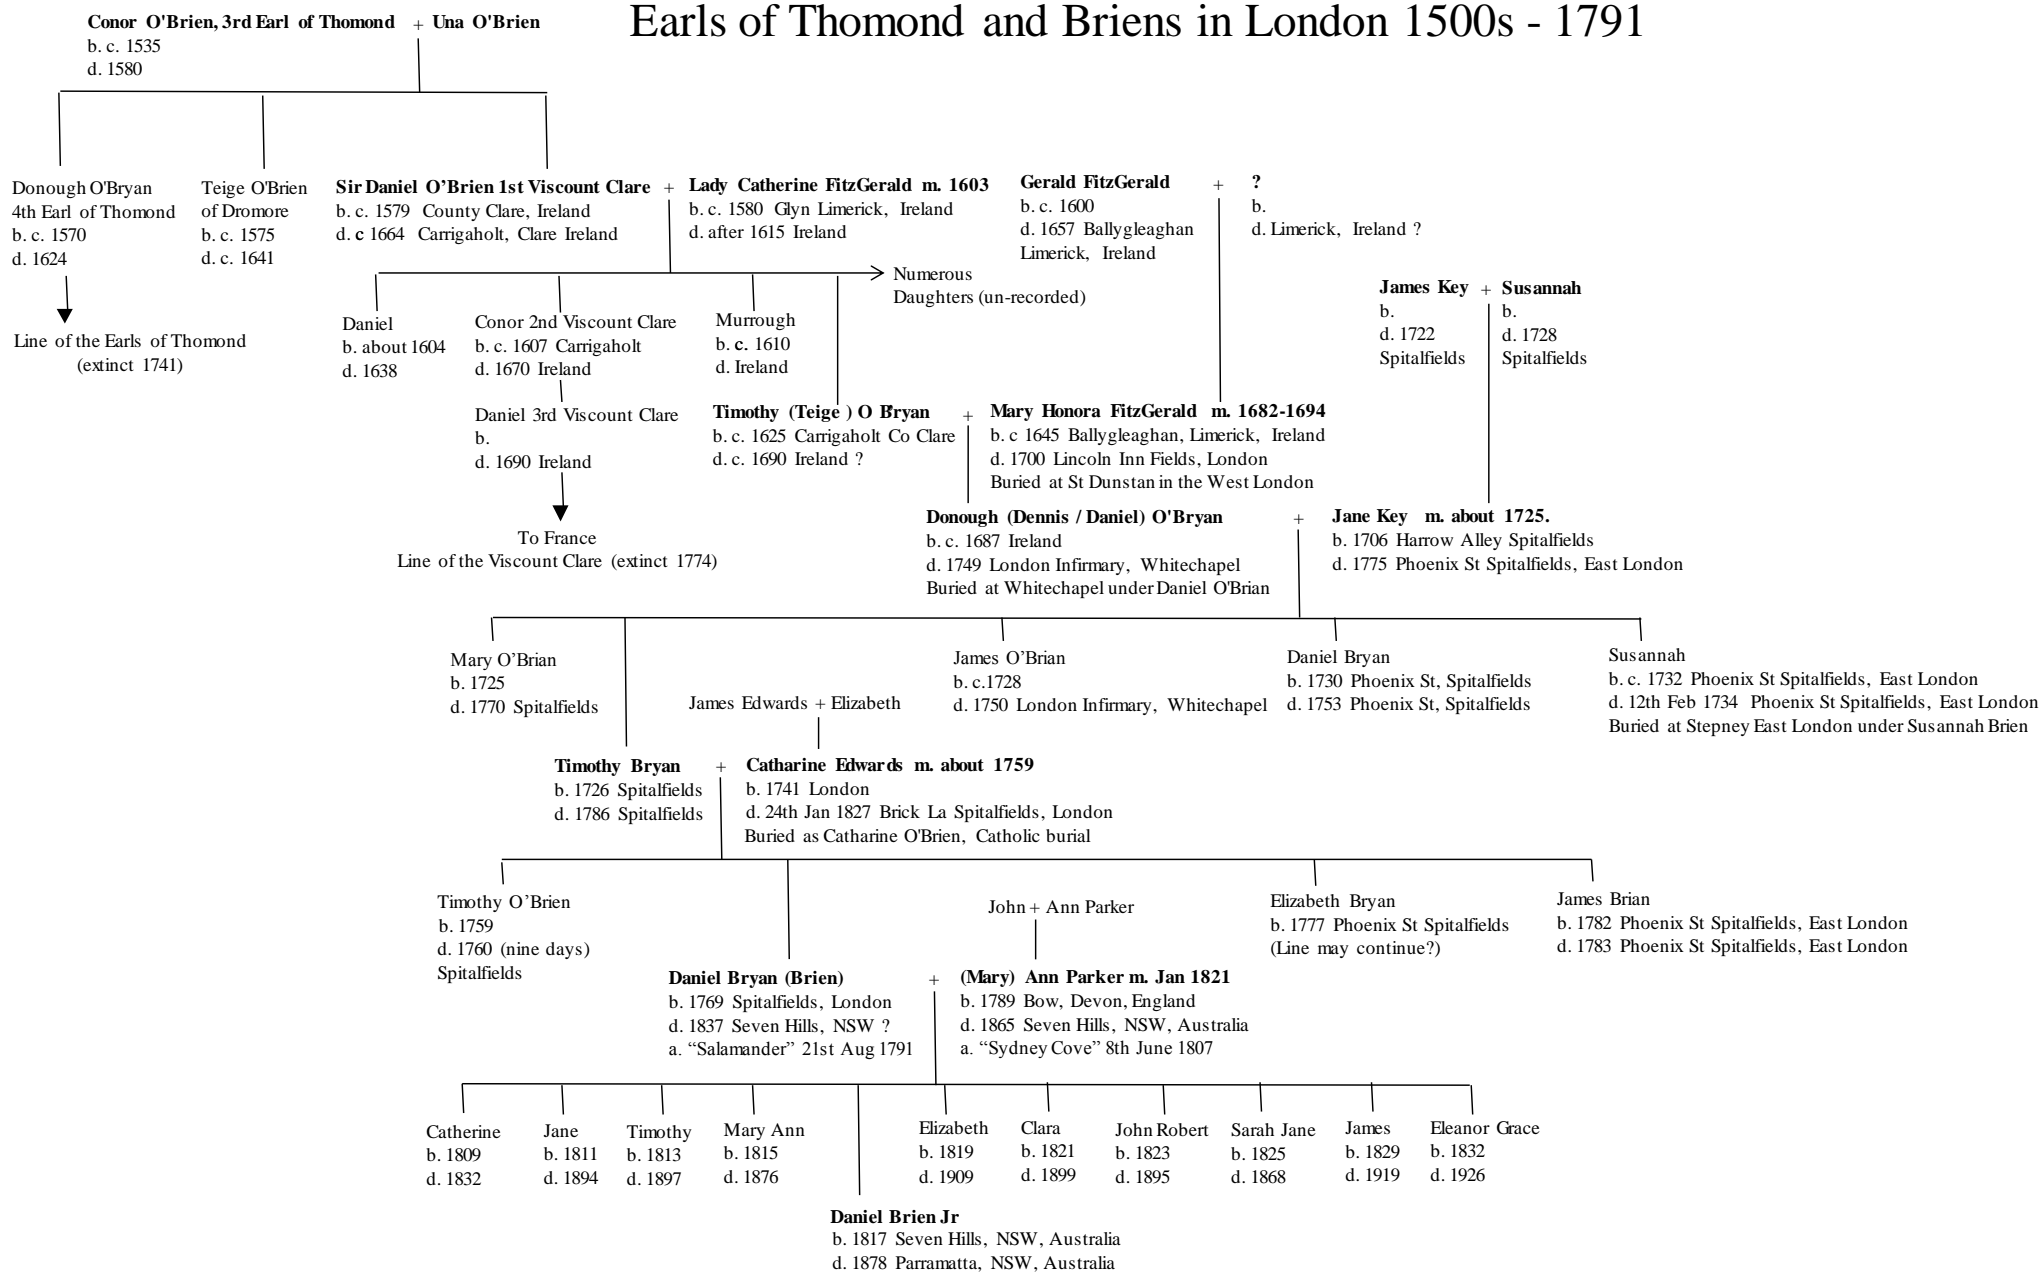 Earls of Thomond and Briens in London 1500s - 1791
Conor O'Brien, 3rd Earl of Thomond + Una O'Brien
b. c. 1535
d. 1580
Donough O'Bryan
4th Earl of Thomond
b. c. 1570
d. 1624
Line of the Earls of Thomond
(extinct 1741)
Teige O'Brien
of Dromore
b. c. 1575
d. c. 1641
Sir Daniel O’Brien 1st Viscount Clare +
b. c. 1579 County Clare, Ireland
d. c 1664 Carrigaholt, Clare Ireland
Lady Catherine FitzGerald m. 1603
b. c. 1580 Glyn Limerick, Ireland
d. after 1615 Ireland
Gerald FitzGerald +
b. c. 1600
d. 1657 Ballygleaghan
Limerick, Ireland
?
b.
d. Limerick, Ireland ?
Numerous
Daughters (un-recorded)
James Key +
b.
d. 1722
Spitalfields
Susannah
b.
d. 1728
Spitalfields
Daniel
b. about 1604
d. 1638
Conor 2nd Viscount Clare
b. c. 1607 Carrigaholt
d. 1670 Ireland
Murrough
b. c. 1610
d. Ireland
Daniel 3rd Viscount Clare
b.
d. 1690 Ireland
To France
Line of the Viscount Clare (extinct 1774)
Timothy (Teige ) O B'ryan +
b. c. 1625 Carrigaholt Co Clare
d. c. 1690 Ireland ?
Mary Honora FitzGerald m. 1682-1694
b. c 1645 Ballygleaghan, Limerick, Ireland
d. 1700 Lincoln Inn Fields, London
Buried at St Dunstan in the West London
Donough (Dennis / Daniel) O'Bryan +
b. c. 1687 Ireland
d. 1749 London Infirmary, Whitechapel
Buried at Whitechapel under Daniel O'Brian
Jane Key m. about 1725.
b. 1706 Harrow Alley Spitalfields
d. 1775 Phoenix St Spitalfields, East London
Mary O’Brian
b. 1725
d. 1770 Spitalfields
James Edwards + Elizabeth
James O’Brian
b. c.1728
d. 1750 London Infirmary, Whitechapel
Daniel Bryan
b. 1730 Phoenix St, Spitalfields
d. 1753 Phoenix St, Spitalfields
Susannah
b. c. 1732 Phoenix St Spitalfields, East London
d. 12th Feb 1734 Phoenix St Spitalfields, East London
Buried at Stepney East London under Susannah Brien
Timothy Bryan +
b. 1726 Spitalfields
d. 1786 Spitalfields
Catharine Edwards m. about 1759
b. 1741 London
d. 24th Jan 1827 Brick La Spitalfields, London
Buried as Catharine O'Brien, Catholic burial
Timothy O’Brien
b. 1759
d. 1760 (nine days)
Spitalfields
John + Ann Parker
Elizabeth Bryan
b. 1777 Phoenix St Spitalfields
(Line may continue?)
James Brian
b. 1782 Phoenix St Spitalfields, East London
d. 1783 Phoenix St Spitalfields, East London
Daniel Bryan (Brien) +
b. 1769 Spitalfields, London
d. 1837 Seven Hills, NSW ?
a. “Salamander” 21st Aug 1791
(Mary) Ann Parker m. Jan 1821
b. 1789 Bow, Devon, England
d. 1865 Seven Hills, NSW, Australia
a. “Sydney Cove” 8th June 1807
Catherine
b. 1809
d. 1832
Jane
b. 1811
d. 1894
Timothy
b. 1813
d. 1897
Mary Ann
b. 1815
d. 1876
Elizabeth
b. 1819
d. 1909
Clara
b. 1821
d. 1899
John Robert
b. 1823
d. 1895
Sarah Jane
b. 1825
d. 1868
James
b. 1829
d. 1919
Eleanor Grace
b. 1832
d. 1926
Daniel Brien Jr
b. 1817 Seven Hills, NSW, Australia
d. 1878 Parramatta, NSW, Australia